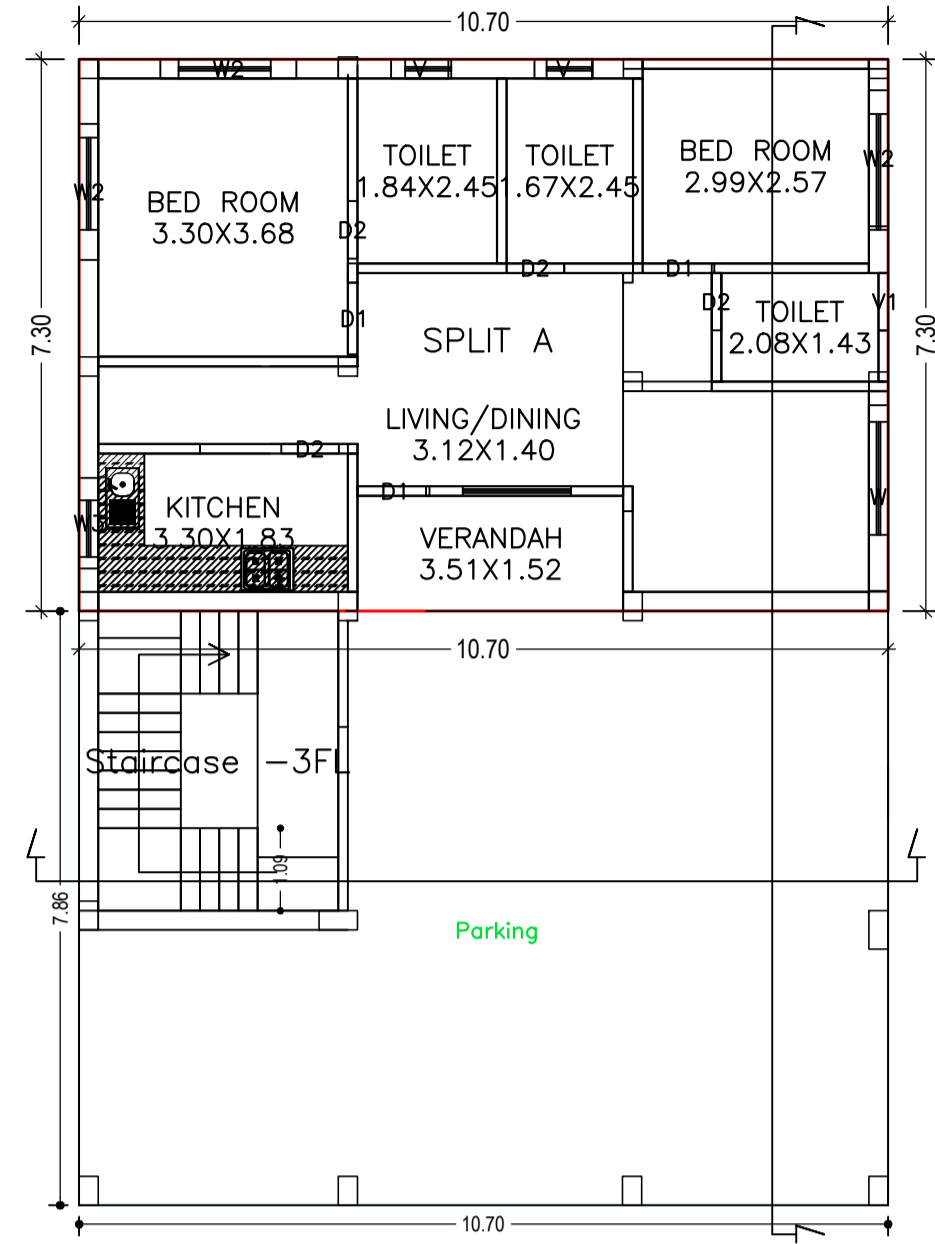 10.70
W2
V
V
TOILET
1.84X2.45
TOILET
1.67X2.45
BED ROOM
2.99X2.57
W2
W2
BED ROOM
3.30X3.68
D2
D2
D1
D2
V1
7.30
D1
SPLIT A
TOILET
2.08X1.43
7.30
LIVING/DINING
3.12X1.40
D2
D1
W
KITCHEN
3.30X1.83
VERANDAH
3.51X1.52
10.70
Staircase -3FL
1.09
7.86
Parking
10.70